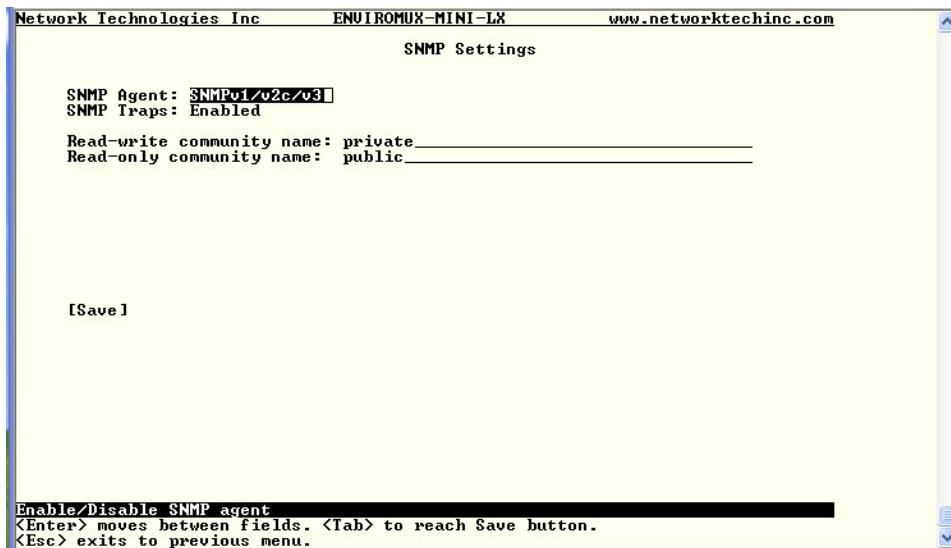 Network Technologies Inc ENVIROMUX-MINI-LX www.networktechinc.com
SNMP Settings
SNMP Agent: SNMPv1/v2c/v3
SNMP Traps: Enabled
Read-write community name: private
Read-only community name: public
[Save]
Enable/Disable SNMP agent
<Enter> moves between fields. <Tab> to reach Save button.
<Esc> exits to previous menu.